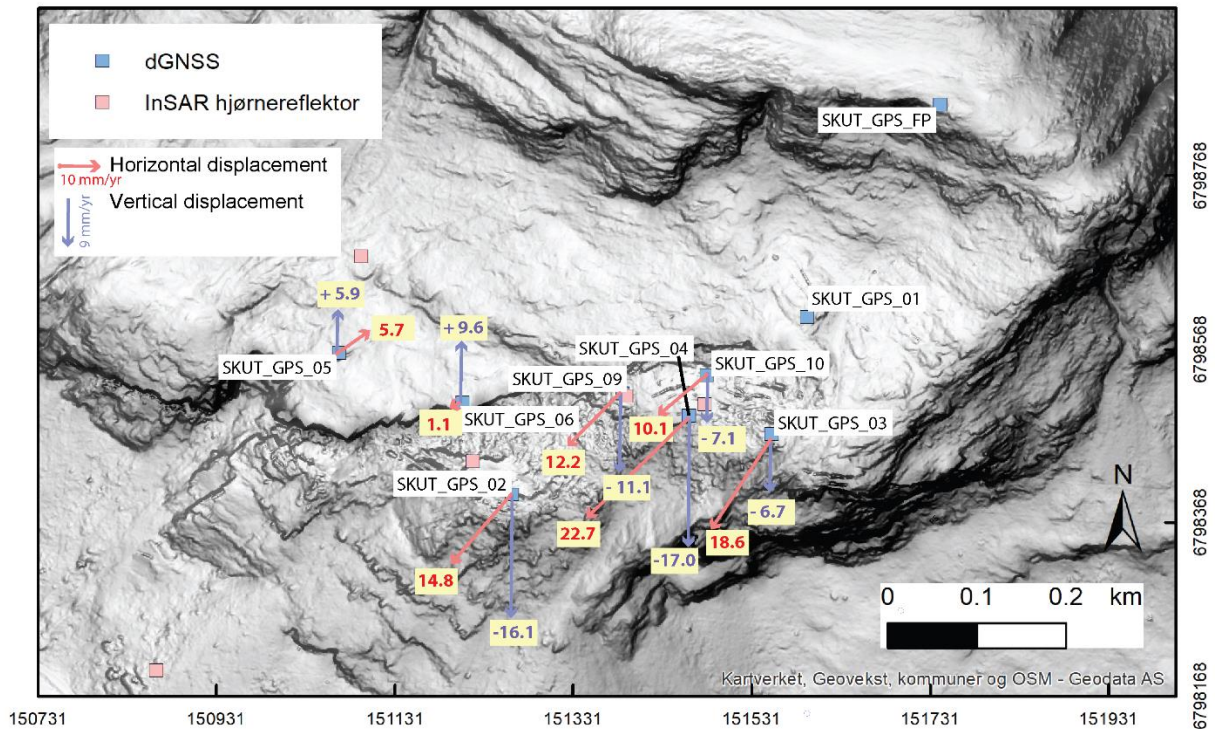 dGNSS
InSAR hjørnereflektor
SKUT_GPS_FP
Horizontal displacement
10 mm/yr
Vertical displacement
9 mm/yr
6798768
+ 5.9
SKUT_GPS_01
5.7
+ 9.6
SKUT_GPS_04
6798568
SKUT_GPS_05
SKUT_GPS_09
SKUT_GPS_10
1.1
SKUT_GPS_06
10.1
- 7.1
SKUT_GPS_03
12.2
SKUT_GPS_02
- 11.1
- 6.7
N
22.7
18.6
6798368
-17.0
14.8
0 0.1 0.2 km
-16.1
Kartverket, Geovekst, kommuner og OSM - Geodata AS
6798168
150731 150931 151131 151331 151531 151731 151931